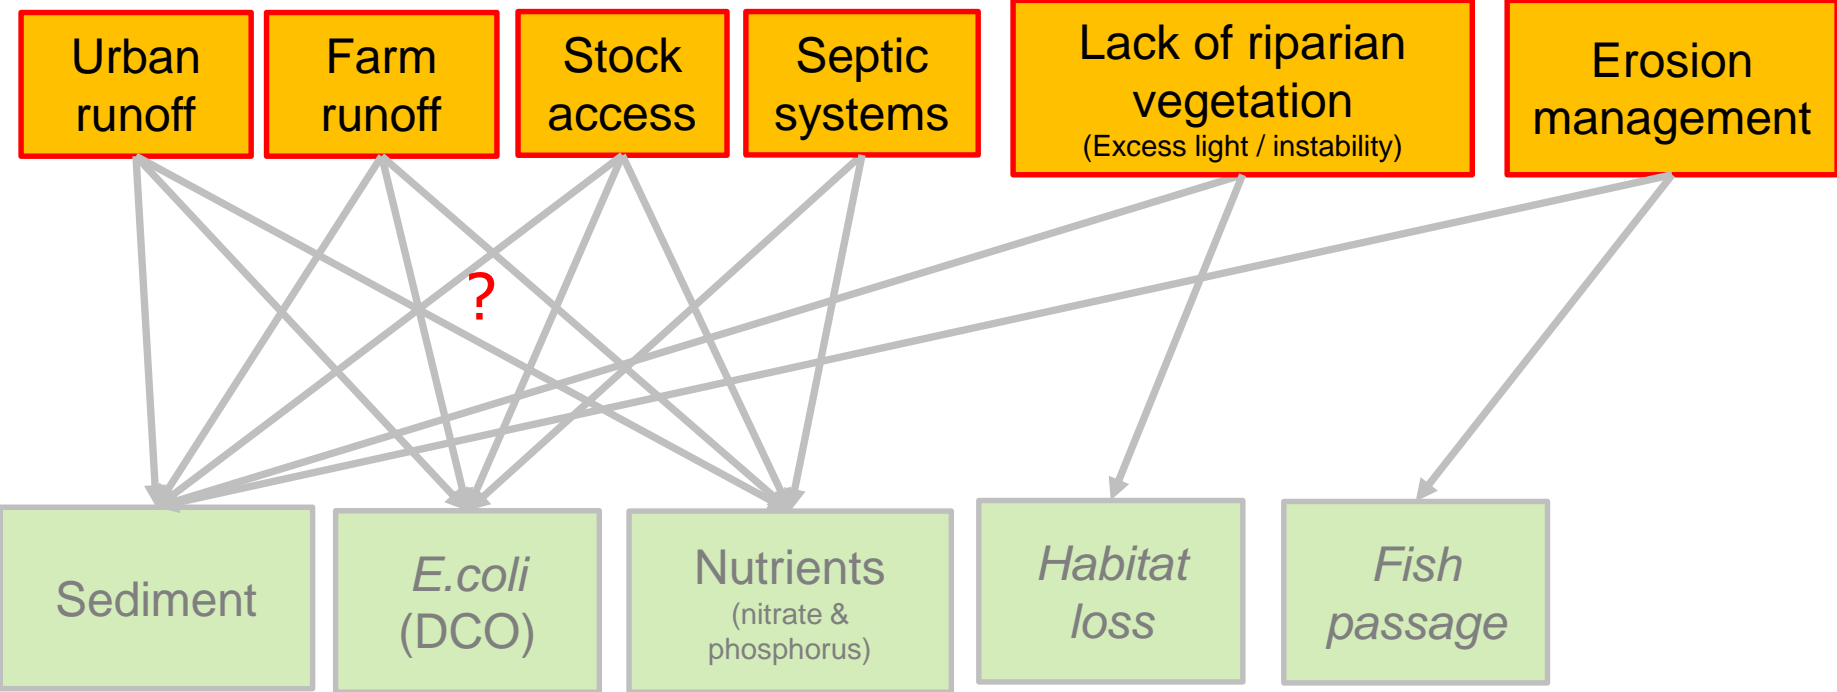 Urban
runoff
Farm
runoff
Stock
access
Septic
systems
Lack of riparian
vegetation
(Excess light / instability)
Erosion
management
?
Sediment
E.coli
(DCO)
Nutrients
(nitrate &
phosphorus)
Habitat
loss
Fish
passage